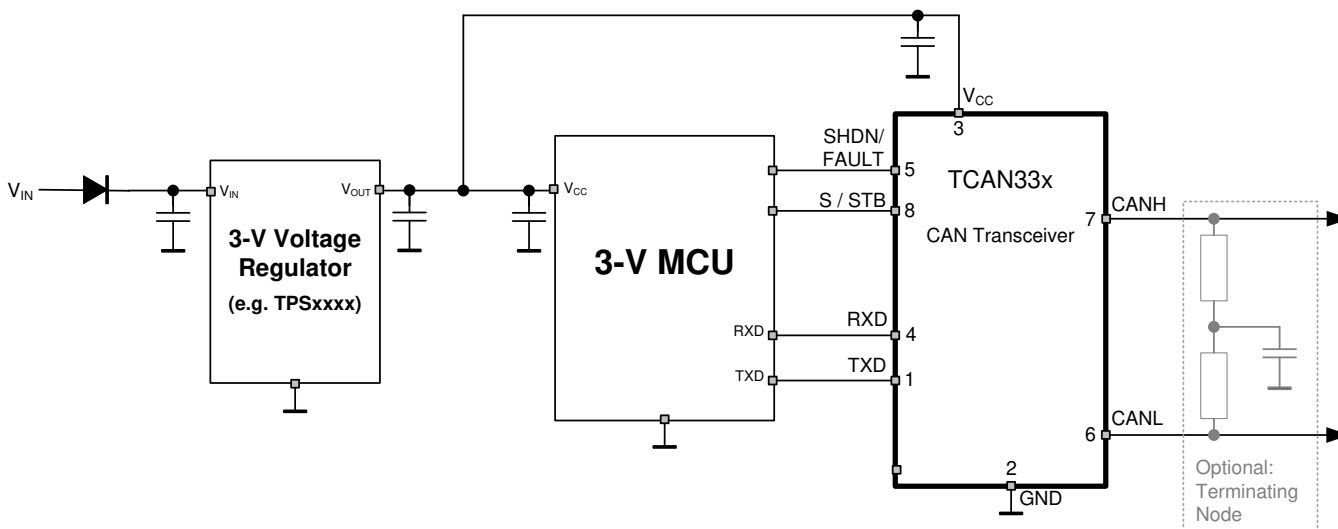 V_IN
V_IN
V_OUT
3-V Voltage
Regulator
(e.g. TPSxxxx)
V_CC
3-V MCU
RXD
TXD
SHDN/
FAULT
S / STB
RXD
TXD
V_CC
3
5
8
4
1
TCAN33x
CAN Transceiver
7
6
2
GND
CANH
CANL
Optional:
Terminating
Node